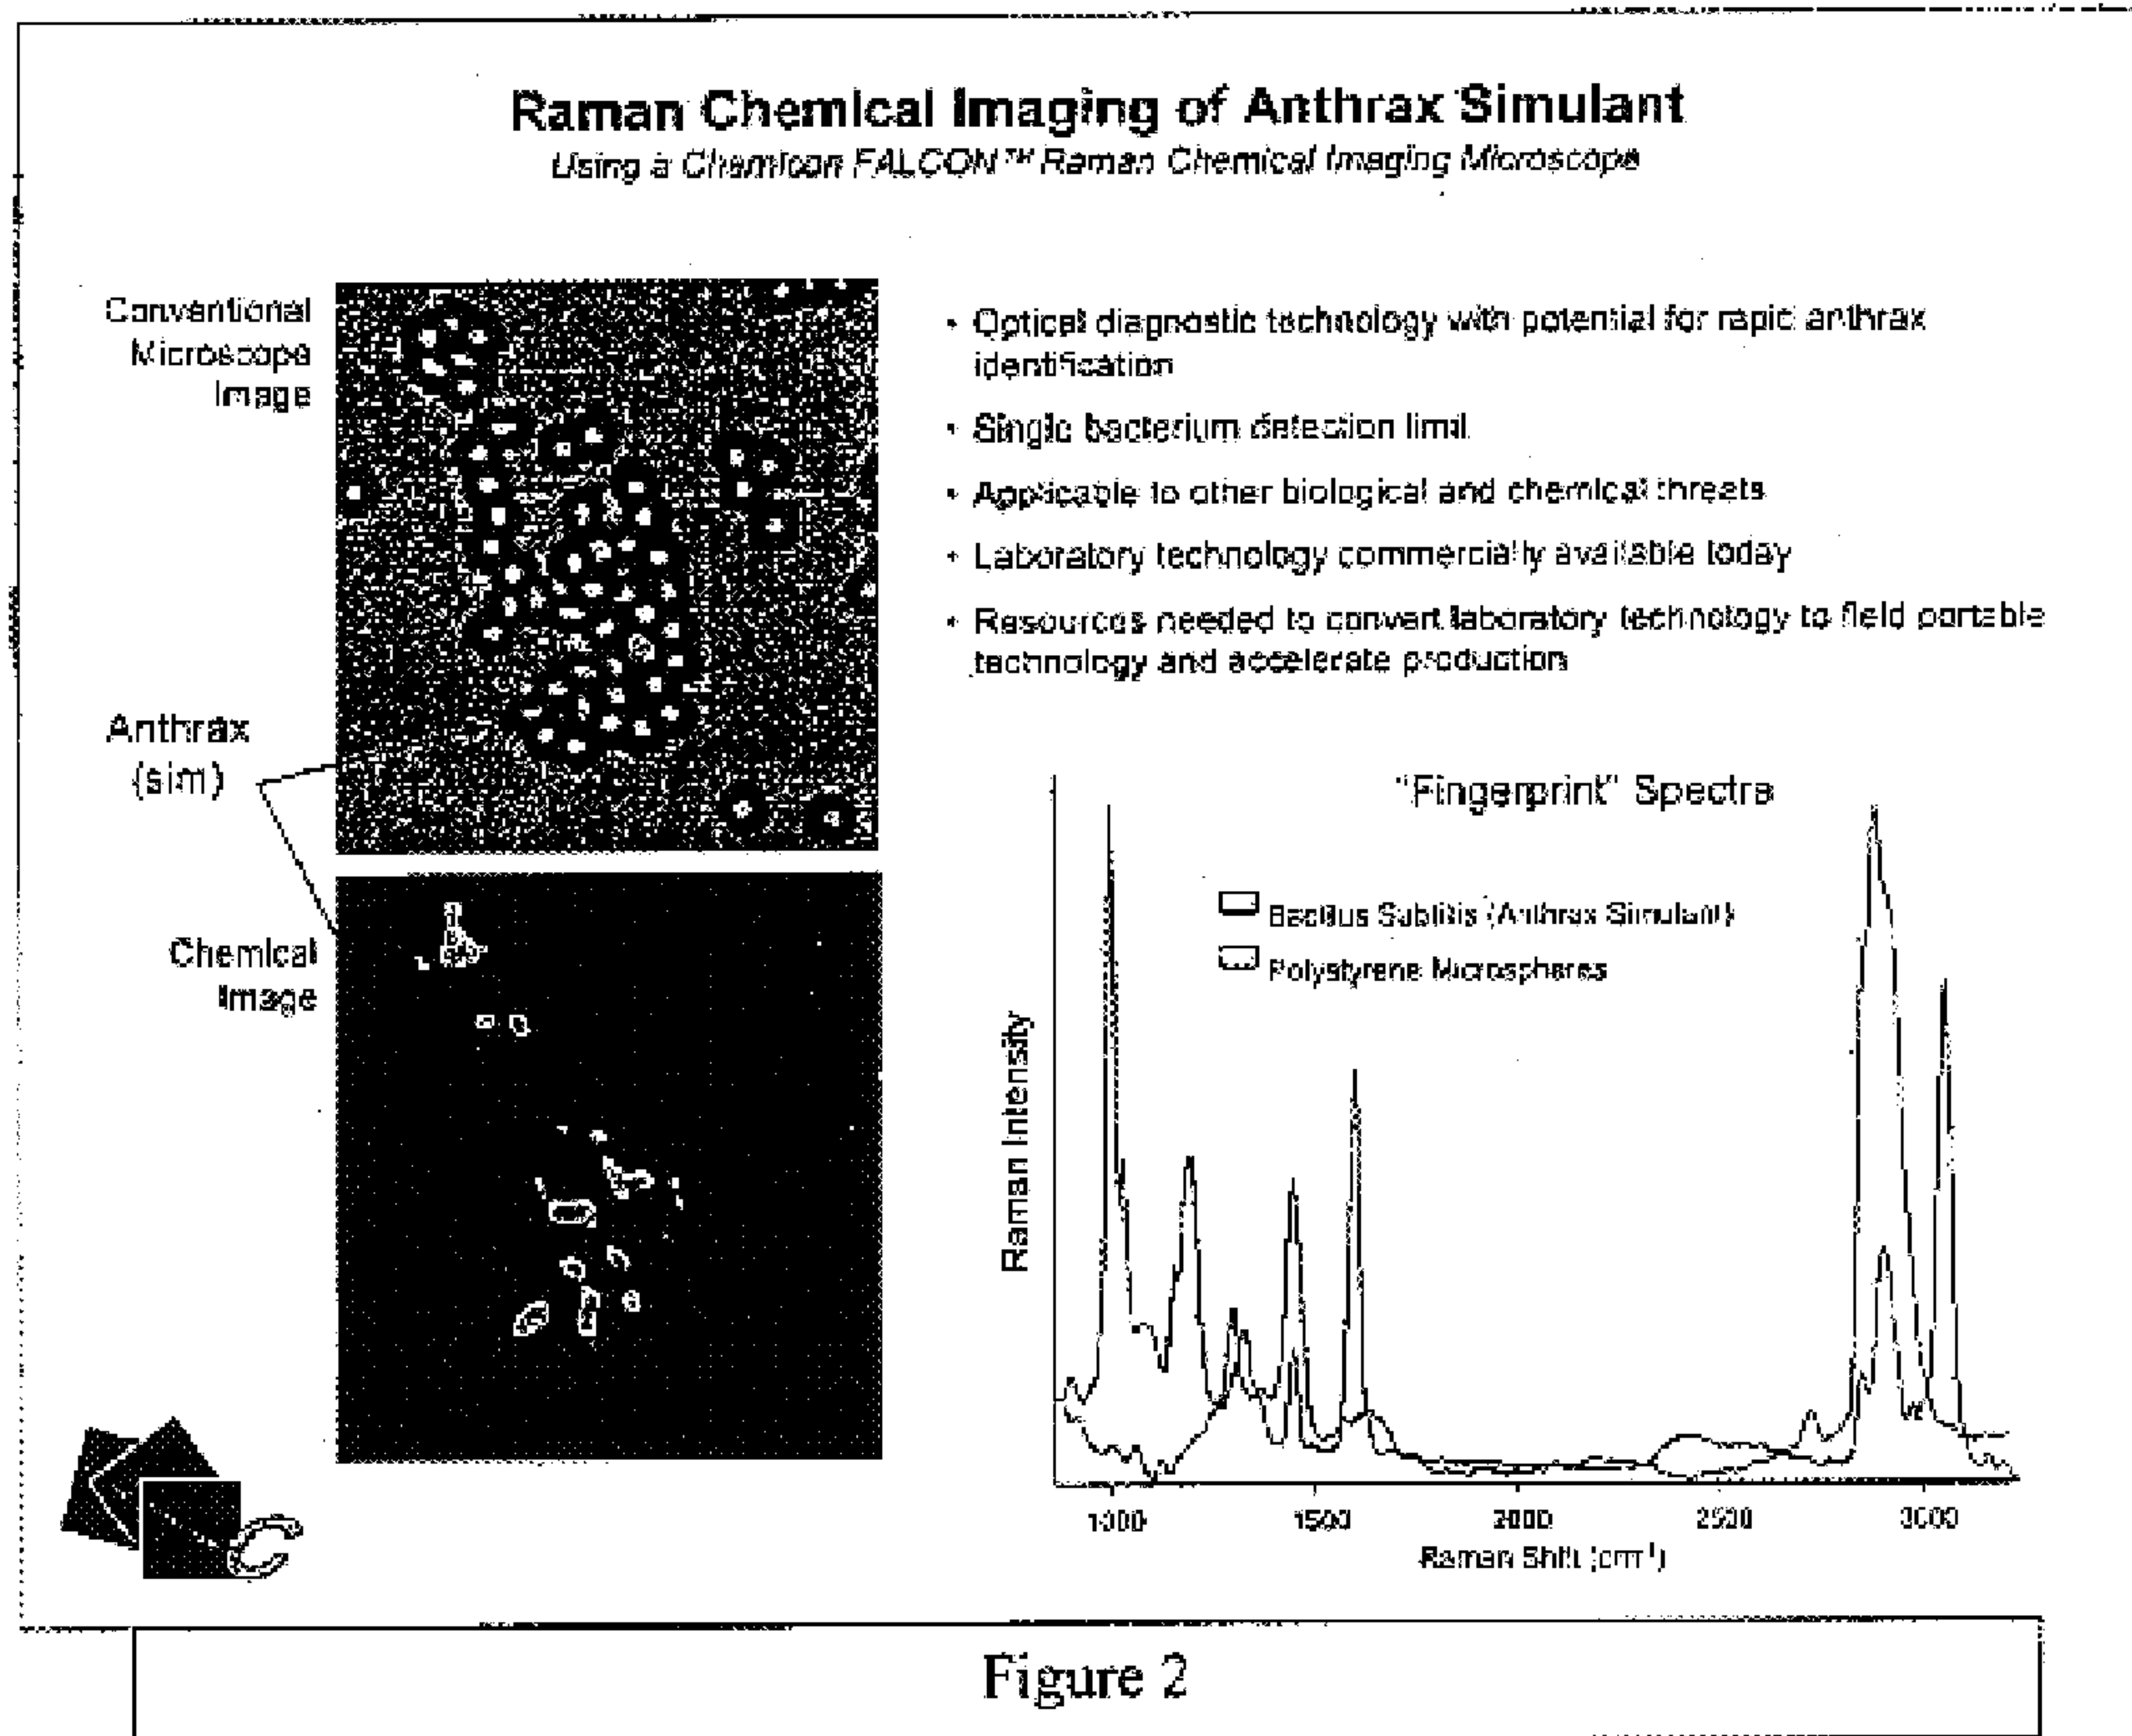 Raman Chemical Imaging of Anthrax Simulant
Using a ChemIcon FALCON™ Raman Chemical Imaging Microscope
Conventional
Microscope
Image
• Optical diagnostic technology with potential for rapid anthrax
identification
• Single bacterium detection limit
• Applicable to other biological and chemical threats
• Laboratory technology commercially available today
• Resources needed to convert laboratory technology to field portable
technology and accelerate production
Anthrax
(sim)
Chemical
Image
"Fingerprint" Spectra
Bacillus Subtilis (Anthrax Simulant)
Polystyrene Microspheres
Raman Intensity
1000 1500 2000 2500 3000
Raman Shift (cm⁻¹)
C
Figure 2